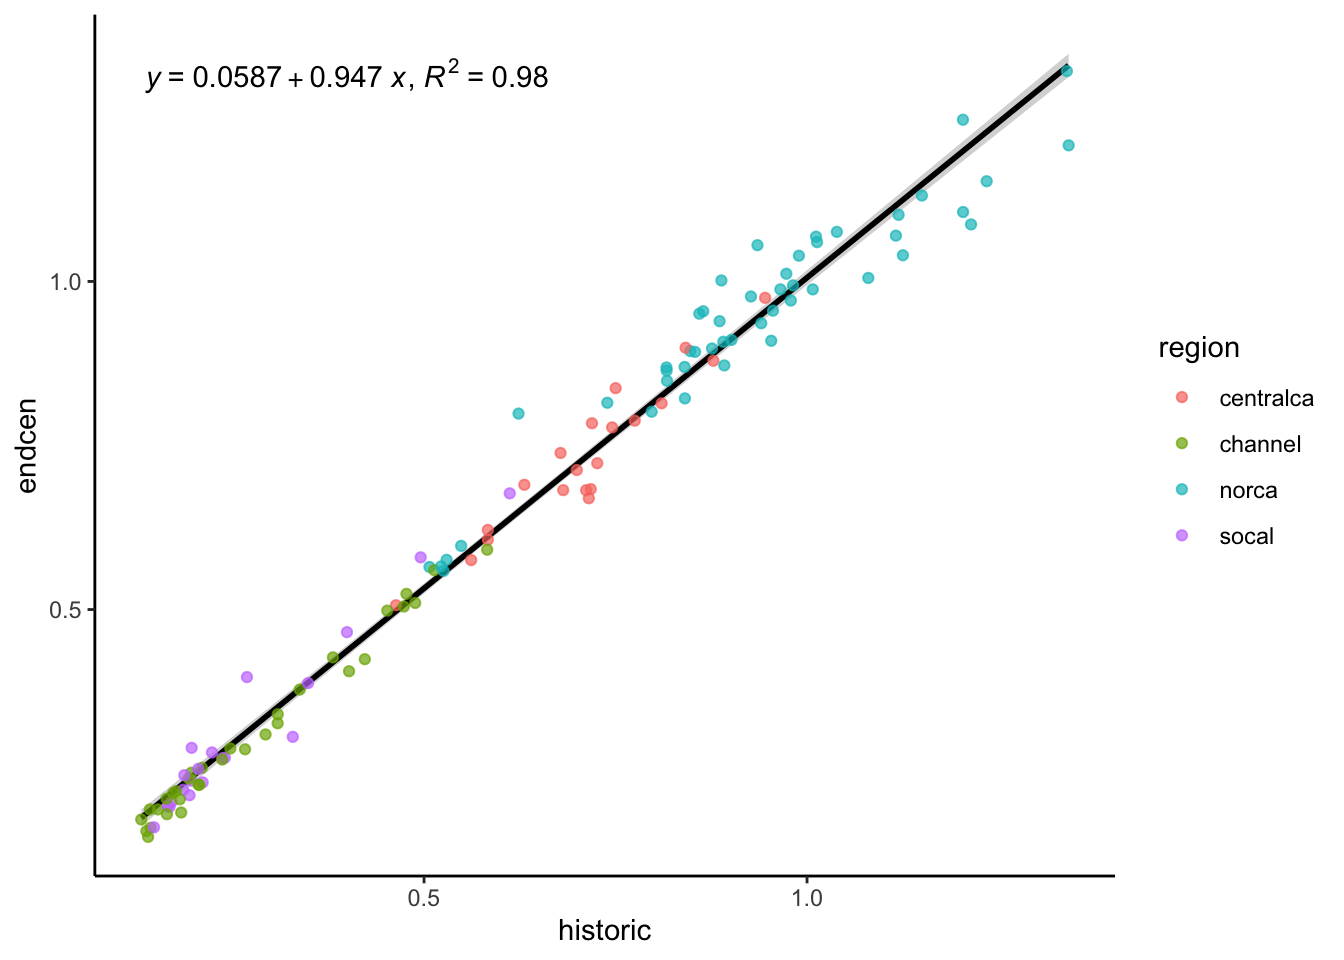 y = 0.0587 + 0.947 x, R² = 0.98
1.0
0.5
endcen
0.5
1.0
historic
region
centralca
channel
norca
socal